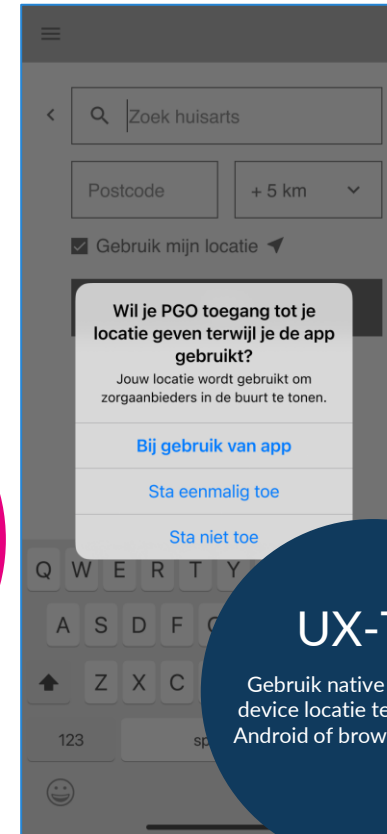 Zoek huisarts
Postcode
+ 5 km
Gebruik mijn locatie
Wil je PGO toegang tot je
locatie geven terwijl je de app
gebruikt?
Jouw locatie wordt gebruikt om
zorgaanbieders in de buurt te tonen.
Bij gebruik van app
Sta eenmalig toe
Sta niet toe
Q W E R T Y
A S D F
Z X C
123
UX-
Gebruik native
device locatie
Android of